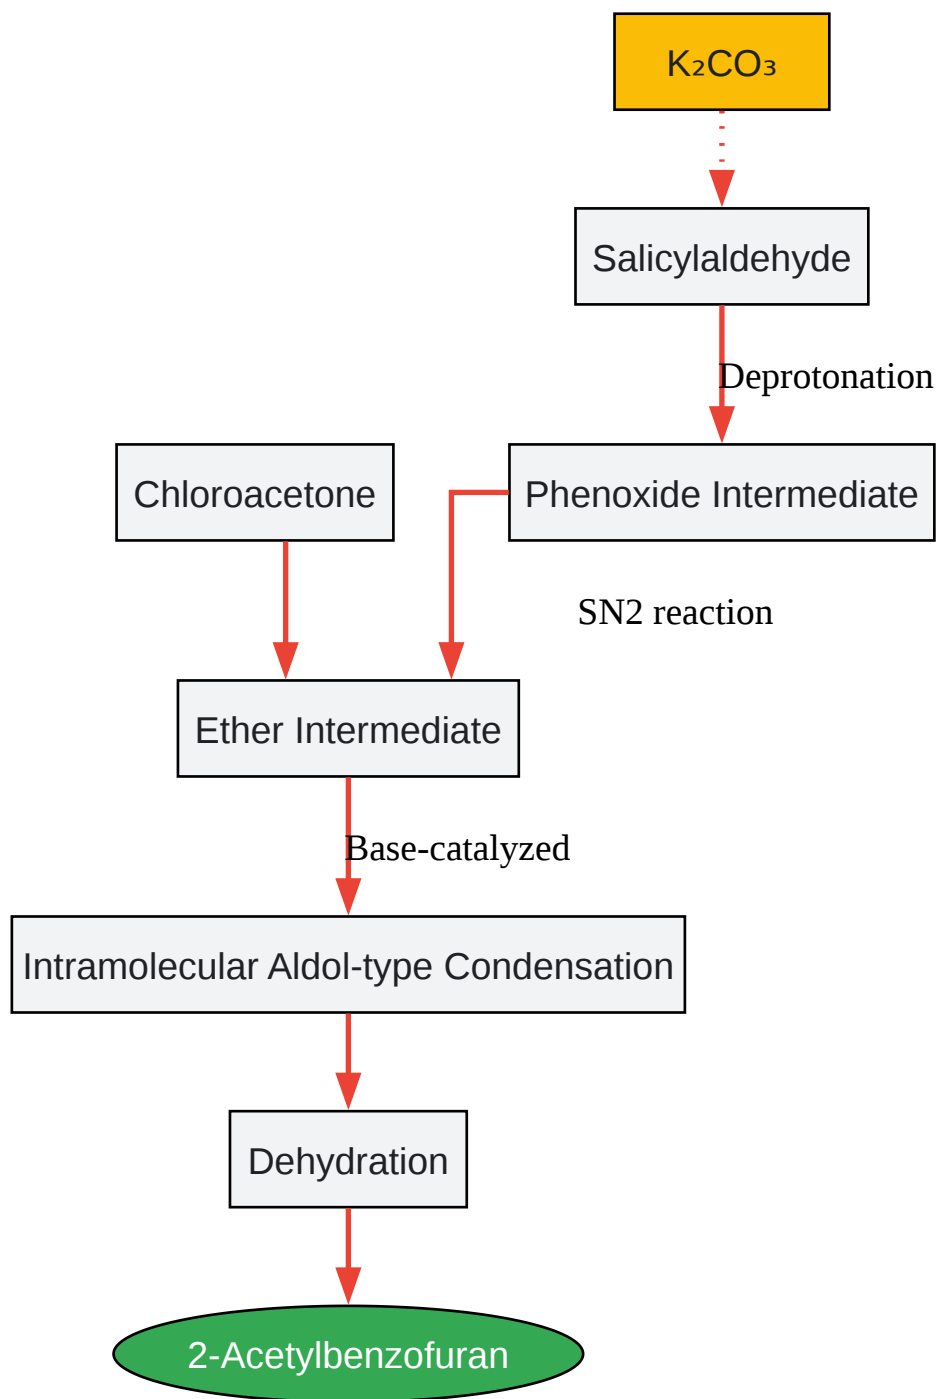 K₂CO₃
Salicylaldehyde
Deprotonation
Chloroacetone
Phenoxide Intermediate
SN2 reaction
Ether Intermediate
Base-catalyzed
Intramolecular Aldol-type Condensation
Dehydration
2-Acetylbenzofuran